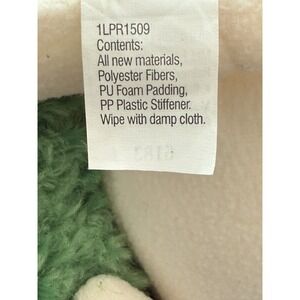 1LPR1509
Contents:
All new materials,
Polyester Fibers,
PU Foam Padding,
PP Plastic Stiffener.
Wipe with damp cloth.